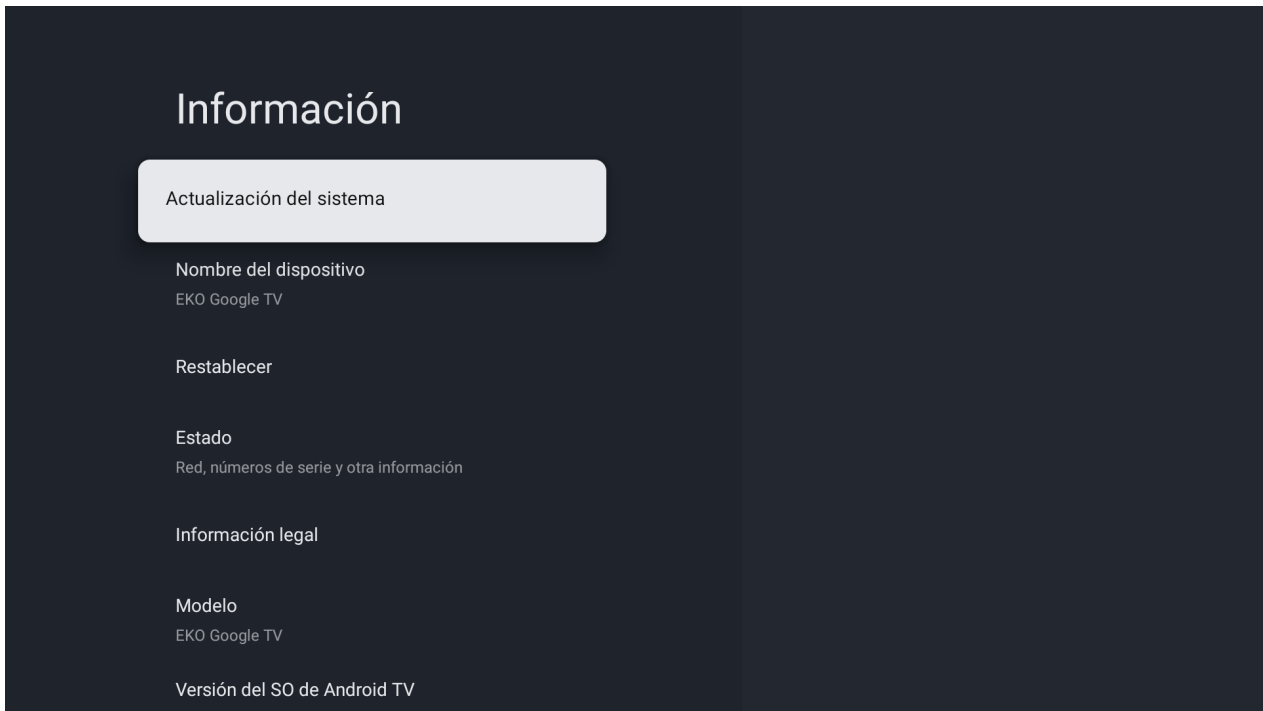 Información
Actualización del sistema
Nombre del dispositivo
EKO Google TV
Restablecer
Estado
Red, números de serie y otra información
Información legal
Modelo
EKO Google TV
Versión del SO de Android TV